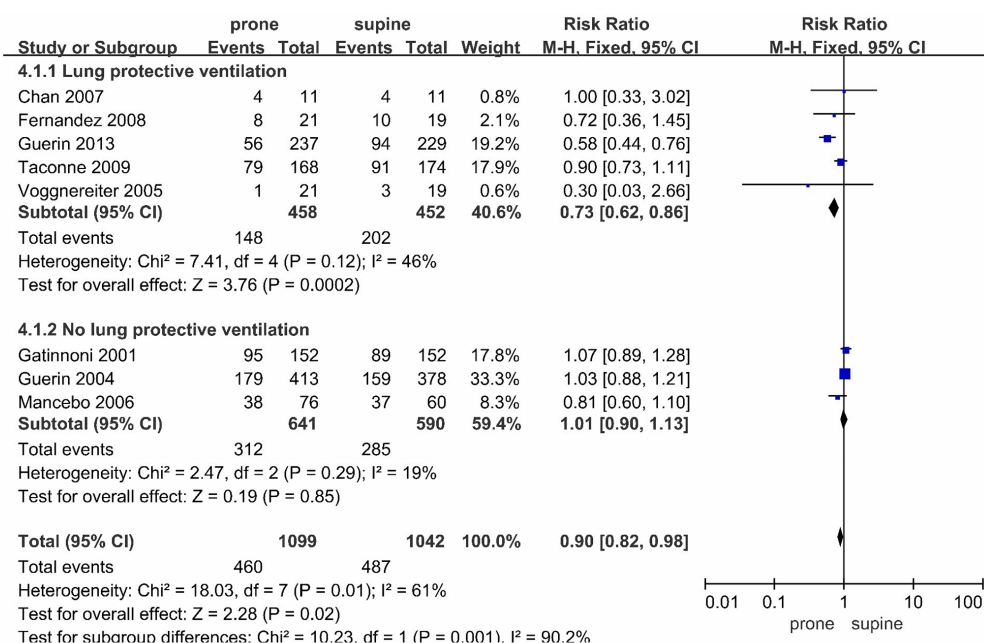 prone supine Risk Ratio Risk Ratio
Study or Subgroup Events Total Events Total Weight M-H, Fixed, 95% CI M-H, Fixed, 95% CI
4.1.1 Lung protective ventilation
Chan 2007 4 11 4 11 0.8% 1.00 [0.33, 3.02]
Fernandez 2008 8 21 10 19 2.1% 0.72 [0.36, 1.45]
Guerin 2013 56 237 94 229 19.2% 0.58 [0.44, 0.76]
Taconne 2009 79 168 91 174 17.9% 0.90 [0.73, 1.11]
Voggnereiter 2005 1 21 3 19 0.6% 0.30 [0.03, 2.66]
Subtotal (95% CI) 458 452 40.6% 0.73 [0.62, 0.86]
Total events 148 202
Heterogeneity: Chi² = 7.41, df = 4 (P = 0.12); I² = 46%
Test for overall effect: Z = 3.76 (P = 0.0002)
4.1.2 No lung protective ventilation
Gatinnoni 2001 95 152 89 152 17.8% 1.07 [0.89, 1.28]
Guerin 2004 179 413 159 378 33.3% 1.03 [0.88, 1.21]
Mancebo 2006 38 76 37 60 8.3% 0.81 [0.60, 1.10]
Subtotal (95% CI) 641 590 59.4% 1.01 [0.90, 1.13]
Total events 312 285
Heterogeneity: Chi² = 2.47, df = 2 (P = 0.29); I² = 19%
Test for overall effect: Z = 0.19 (P = 0.85)
Total (95% CI) 1099 1042 100.0% 0.90 [0.82, 0.98]
Total events 460 487
Heterogeneity: Chi² = 18.03, df = 7 (P = 0.01); I² = 61%
Test for overall effect: Z = 2.28 (P = 0.02)
Test for subgroup differences: Chi² = 10.23, df = 1 (P = 0.001), I² = 90.2%
0.01 0.1 1 10 100
prone supine